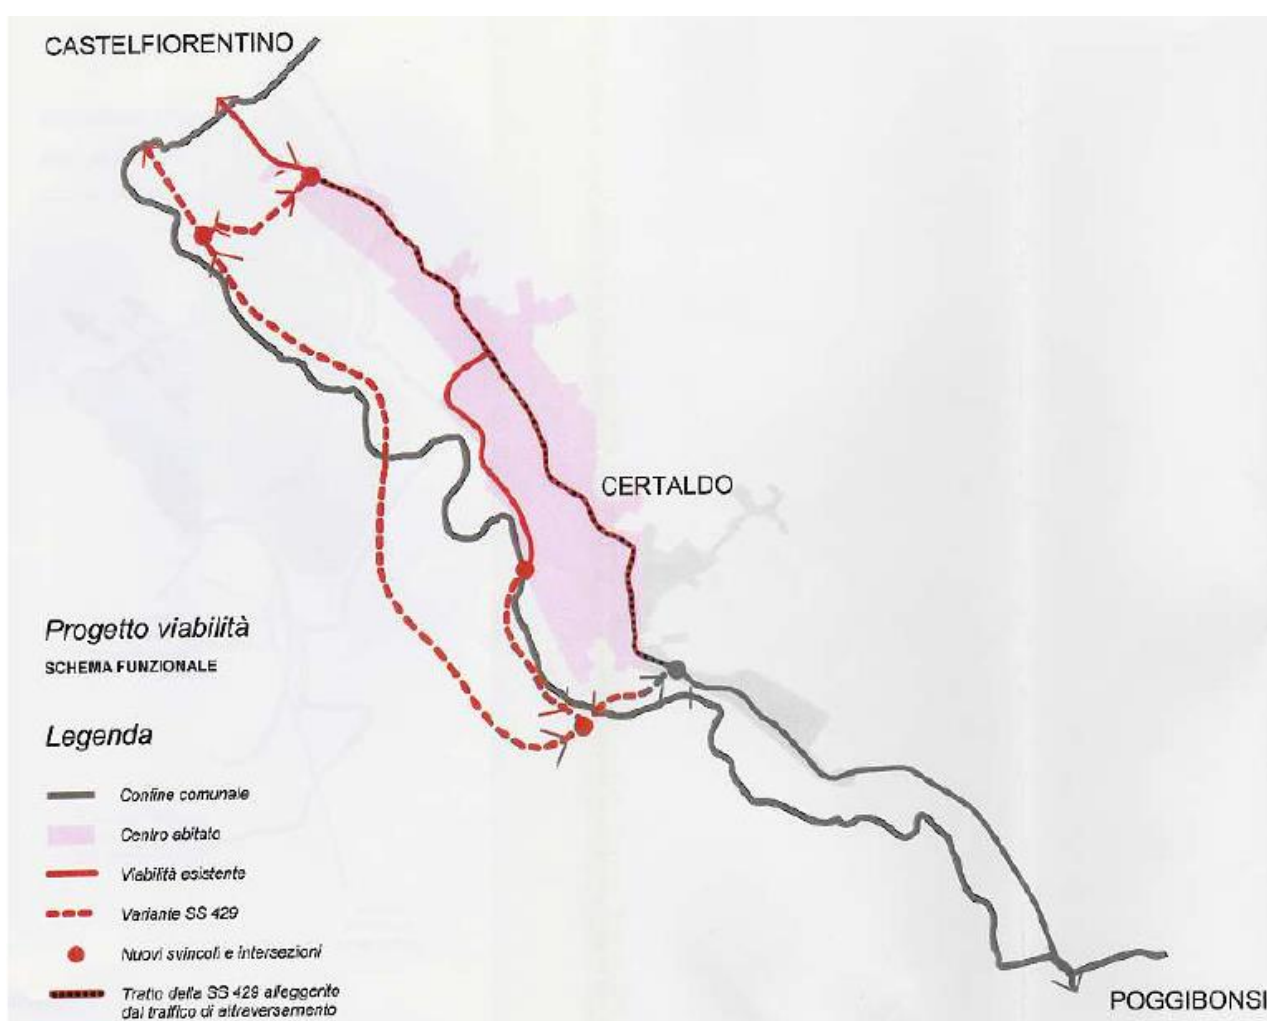 CASTELFIORENTINO
CERTALDO
Progetto viabilità
SCHEMA FUNZIONALE
Legenda
Confine comunale
Centro abitato
Viabilità esistente
Variante SS 429
Nuovi svincoli e intersezioni
Tratto della SS 429 alleggerito
dal traffico di attraversamento
POGGIBONSI